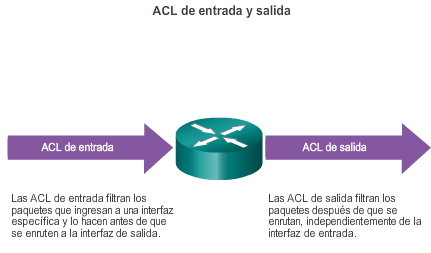 ACL de entrada y salida
ACL de entrada
ACL de salida
Las ACL de entrada filtran los
paquetes que ingresan a una interfaz
específica y lo hacen antes de que
se enruten a la interfaz de salida.
Las ACL de salida filtran los
paquetes después de que se
enrutan, independientemente de la
interfaz de entrada.